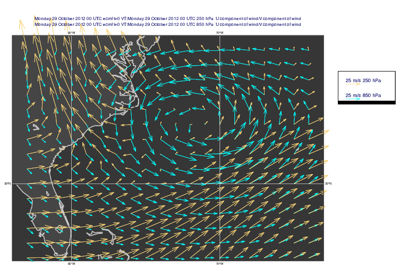 Monday 29 October 2012 00 UTC ecmf t+0 VT:Monday 29 October 2012 00 UTC 250 hPa U component of wind/V component of wind
Monday 29 October 2012 00 UTC ecmf t+0 VT:Monday 29 October 2012 00 UTC 850 hPa U component of wind/V component of wind
25 m/s 250 hPa
25 m/s 850 hPa